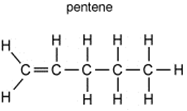 pentene
H H H H H
C = C – C – C – C – H
H H H H